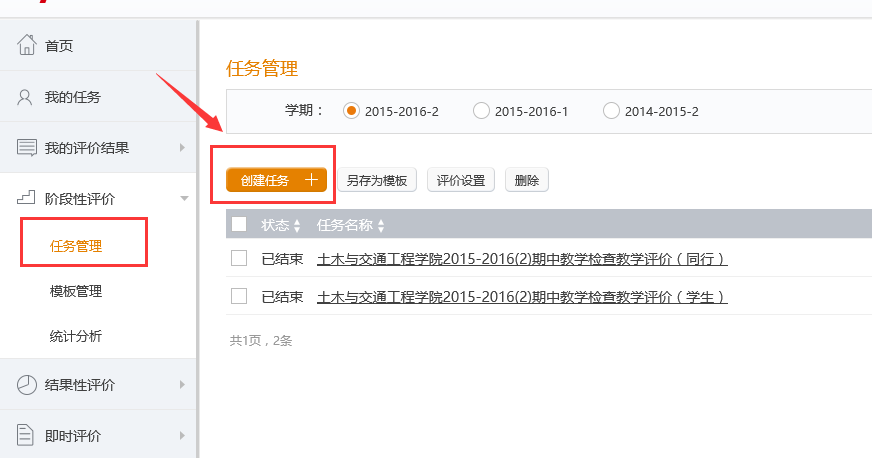 首页
我的任务
我的评价结果
阶段性评价
任务管理
模板管理
统计分析
结果性评价
即时评价
任务管理
学期： 2015-2016-2 2015-2016-1 2014-2015-2
创建任务 另存为模板 评价设置 删除
状态 任务名称
已结束 土木与交通工程学院2015-2016(2)期中教学检查教学评价（同行）
已结束 土木与交通工程学院2015-2016(2)期中教学检查教学评价（学生）
共1页，2条